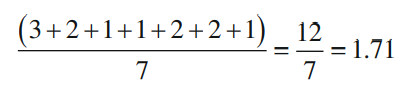 (3+2+1+1+2+2+1)/7 = 12/7 = 1.71